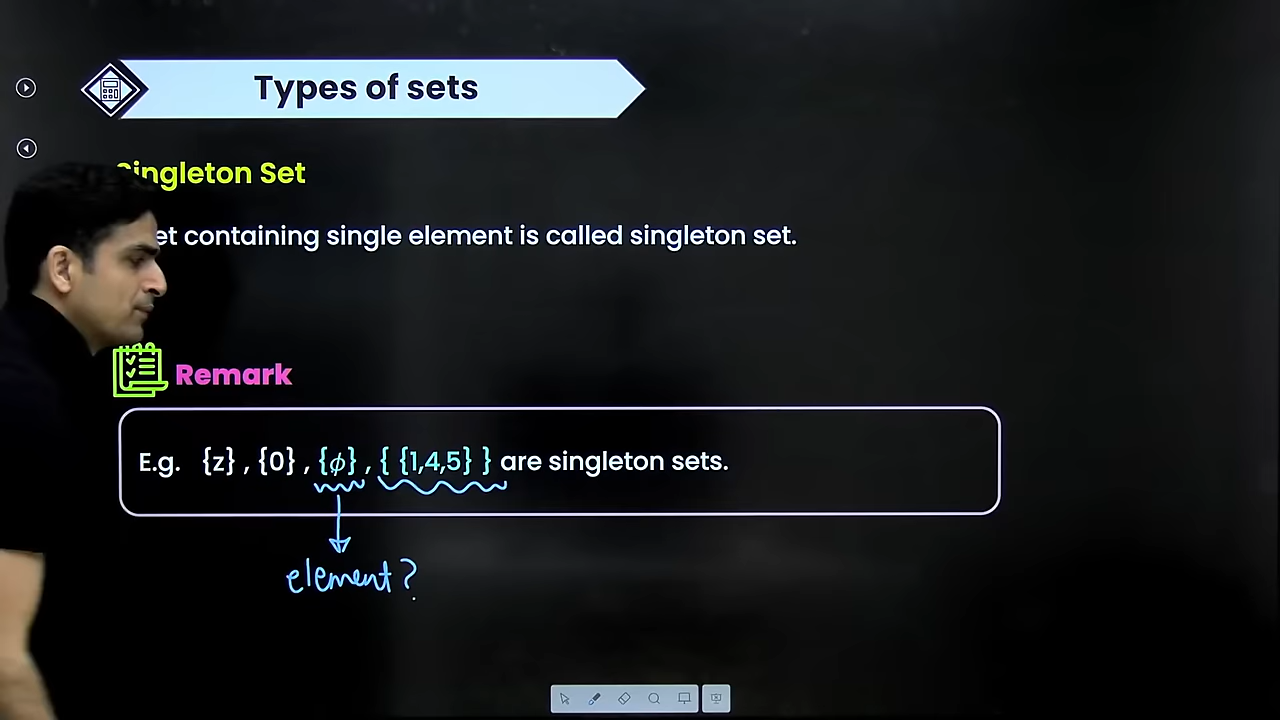 Types of sets
Singleton Set
et containing single element is called singleton set.
Remark
E.g. {z} , {0} , {ϕ} , { {1,4,5} } are singleton sets.
element?